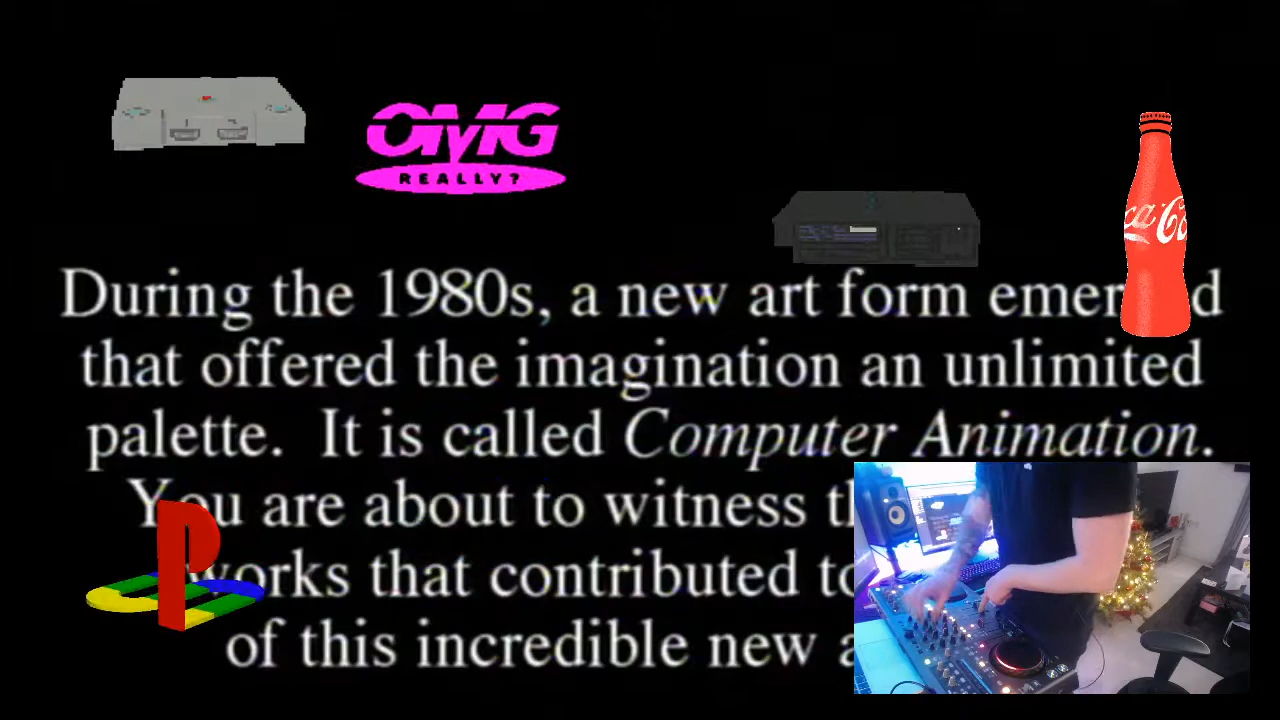 OMG
REALLY?
ca Co
During the 1980s, a new art form emer d
that offered the imagination an unlimited
palette. It is called Computer Animation.
You are about to witness th
works that contributed to
of this incredible new a